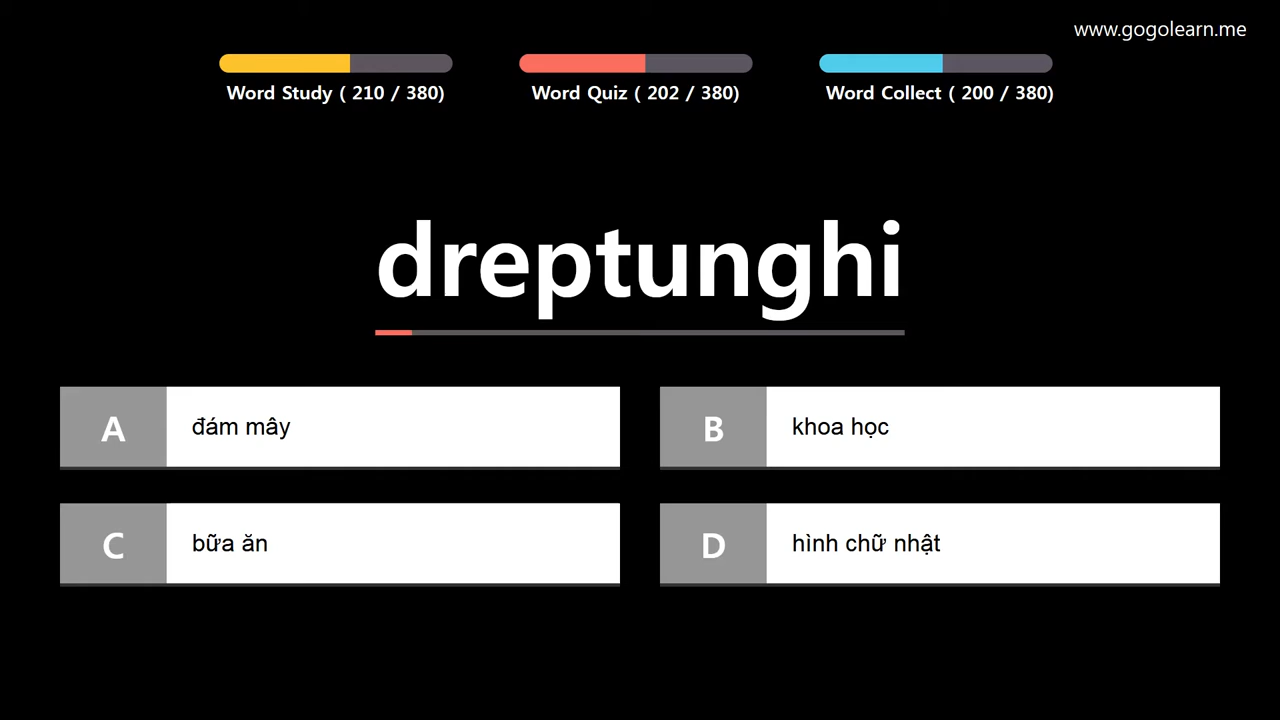 www.gogolearn.me
Word Study ( 210 / 380)
Word Quiz ( 202 / 380)
Word Collect ( 200 / 380)
dreptunghi
A
đám mây
B
khoa học
C
bữa ăn
D
hình chữ nhật